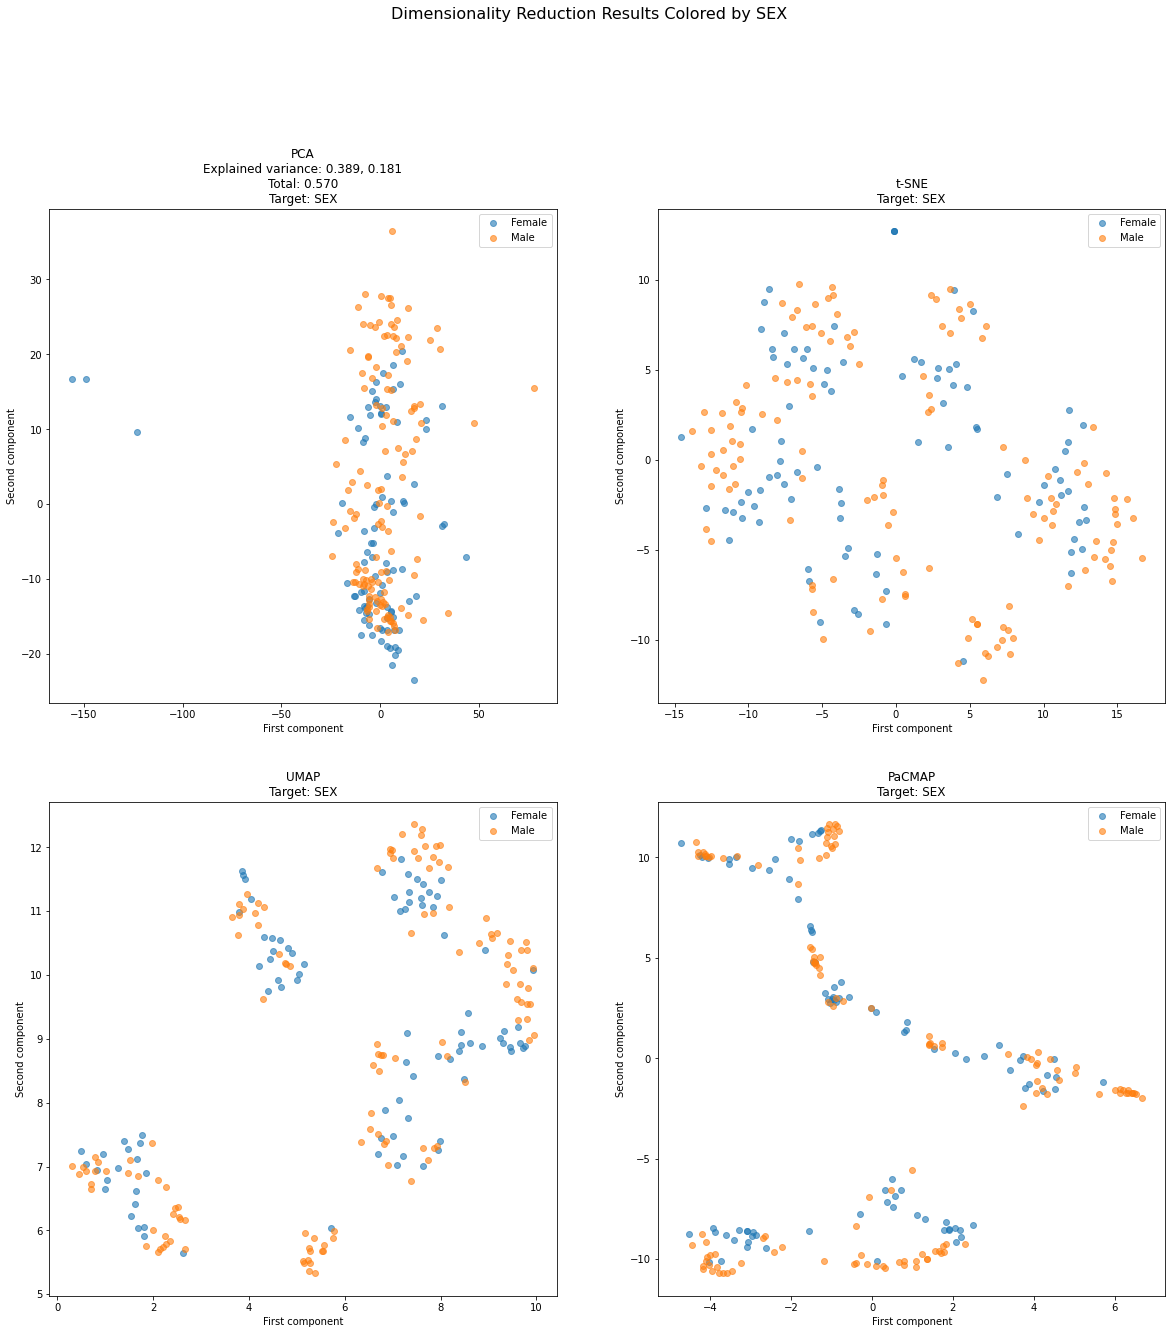 Dimensionality Reduction Results Colored by SEX
PCA
Explained variance: 0.389, 0.181
Total: 0.570
Target: SEX
Female
Male
30
20
10
0
−10
−20
Second component
−150
−100
−50
0
50
First component
t-SNE
Target: SEX
Female
Male
10
5
0
−5
−10
Second component
−15
−10
−5
0
5
10
15
First component
UMAP
Target: SEX
Female
Male
12
11
10
9
8
7
6
5
Second component
0
2
4
6
8
10
First component
PaCMAP
Target: SEX
Female
Male
10
5
0
−5
−10
Second component
−4
−2
0
2
4
6
First component